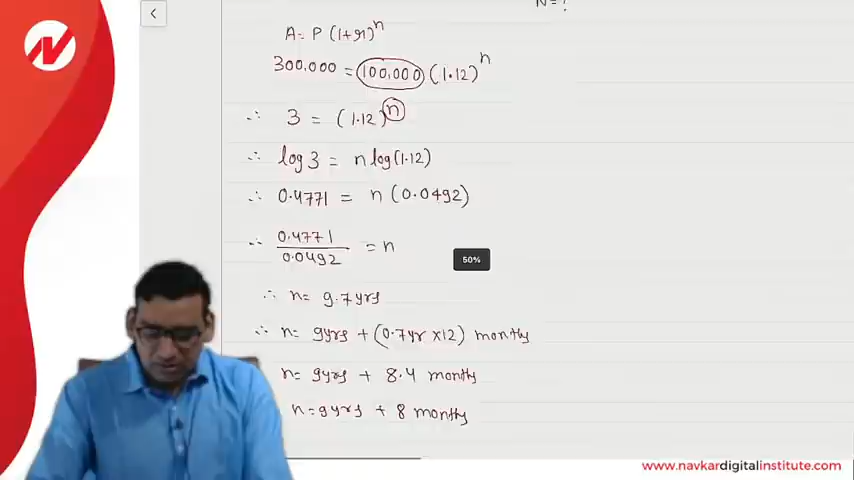 N = ?
A = P (1+r)^n
300,000 = 100,000 (1.12)^n
∴ 3 = (1.12)^n
∴ log 3 = n log (1.12)
∴ 0.4771 = n (0.0492)
∴ 0.4771/0.0492 = n
50%
∴ n = 9.7 yrs
∴ n = 9 yrs + (0.7 yr × 12) months
n = 9 yrs + 8.4 months
n = 9 yrs + 8 months
www.navkardigitalinstitute.com